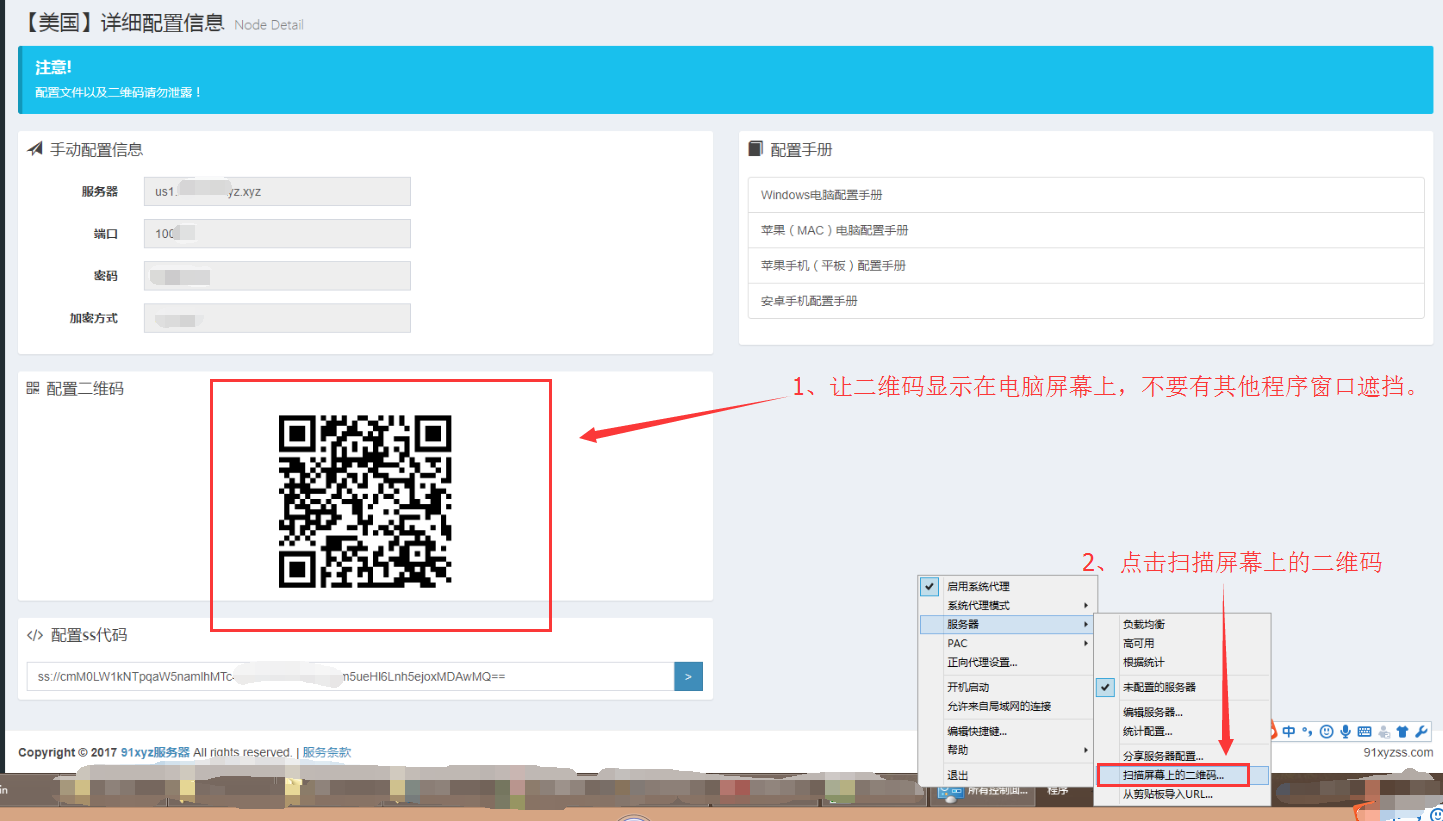 【美国】详细配置信息 Node Detail
注意!
配置文件以及二维码请勿泄露！
手动配置信息
服务器 us1. yz.xyz
端口 100
密码
加密方式
配置手册
Windows电脑配置手册
苹果（MAC）电脑配置手册
苹果手机（平板）配置手册
安卓手机配置手册
配置二维码
1、让二维码显示在电脑屏幕上，不要有其他程序窗口遮挡。
2、点击扫描屏幕上的二维码
配置ss代码
ss://cmM0LW1kNTpqaW5namlhMTc m5ueHl6Lnh5ejoxMDAwMQ==
>
启用系统代理
系统代理模式
服务器
PAC
正向代理设置...
开机启动
允许来自局域网的连接
编辑快捷键...
帮助
退出
负载均衡
高可用
根据统计
未配置的服务器
编辑服务器...
统计配置...
分享服务器配置...
扫描屏幕上的二维码...
从剪贴板导入URL...
中
Copyright © 2017 91xyz服务器 All rights reserved. | 服务条款
91xyzss.com
in
所有控制面...
程序